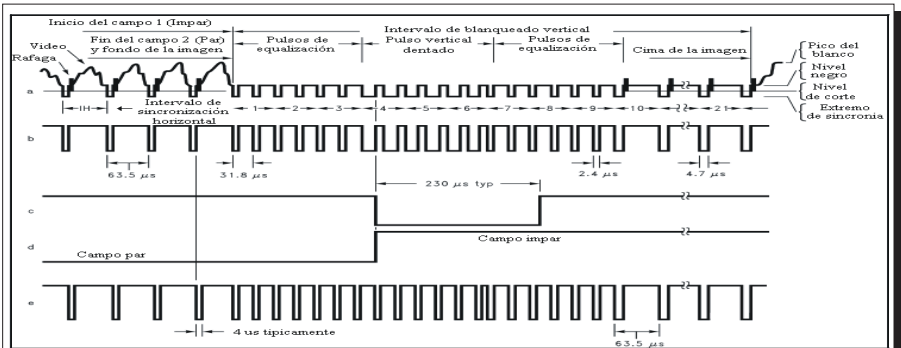 Inicio del campo 1 (Impar)
Intervalo de blanqueado vertical
Fin del campo 2 (Par)
y fondo de la imagen
Pulsos de
equalización
Pulso vertical
dentado
Pulsos de
equalización
Cima de la imagen
Video
Rafaga
Pico del
blanco
Nivel
negro
Nivel
de corte
Extremo
de sincronia
a
1H
Intervalo de
sincronización
horizontal
1 2 3 4 5 6 7 8 9 10 21
b
63.5 µs
31.8 µs
2.4 µs
4.7 µs
230 µs typ
c
d
Campo par
Campo impar
e
4 us tipicamente
63.5 µs